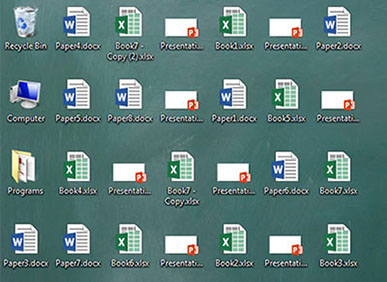 Recycle Bin
Paper4.docx
Book7 -
Copy (2).xlsx
Presentati...
Book1.xlsx
Presentati...
Paper2.docx
Computer
Paper5.docx
Paper8.docx
Presentati...
Paper1.docx
Book5.xlsx
Presentati...
Programs
Book4.xlsx
Presentati...
Book7 -
Copy.xlsx
Presentati...
Paper6.docx
Book7.xlsx
Paper3.docx
Paper7.docx
Book6.xlsx
Presentati...
Book2.xlsx
Presentati...
Book3.xlsx